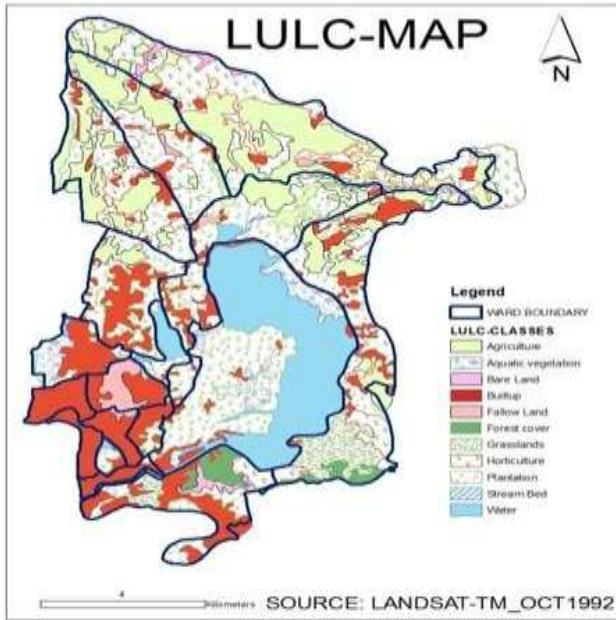 LULC-MAP
N
Legend
WARD BOUNDARY
LULC-CLASSES
Agriculture
Aquatic vegetation
Bare Land
Builtup
Fallow Land
Forest cover
Grasslands
Horticulture
Plantation
Stream Bed
Water
4
Kilometers
SOURCE: LANDSAT-TM_OCT1992